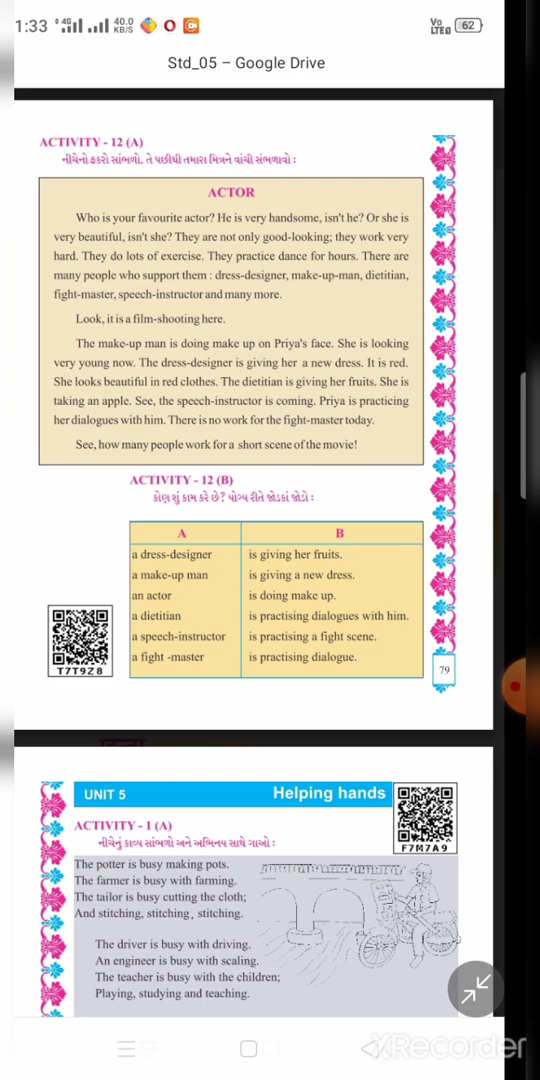 1:33 4G 40.0 KB/S Vo LTE 62
Std_05 – Google Drive
ACTIVITY - 12 (A)
નીચેનો ફકરો સાંભળો. તે પછીથી તમારા મિત્રને વાંચી સંભળાવો :
ACTOR
Who is your favourite actor? He is very handsome, isn't he? Or she is
very beautiful, isn't she? They are not only good-looking; they work very
hard. They do lots of exercise. They practice dance for hours. There are
many people who support them : dress-designer, make-up-man, dietitian,
fight-master, speech-instructor and many more.
Look, it is a film-shooting here.
The make-up man is doing make up on Priya's face. She is looking
very young now. The dress-designer is giving her a new dress. It is red.
She looks beautiful in red clothes. The dietitian is giving her fruits. She is
taking an apple. See, the speech-instructor is coming. Priya is practicing
her dialogues with him. There is no work for the fight-master today.
See, how many people work for a short scene of the movie!
ACTIVITY - 12 (B)
કોણ શું કામ કરે છે? યોગ્ય રીતે જોડકાં જોડો :
A B
a dress-designer is giving her fruits.
a make-up man is giving a new dress.
an actor is doing make up.
a dietitian is practising dialogues with him.
a speech-instructor is practising a fight scene.
a fight -master is practising dialogue.
T7T9Z8
79
UNIT 5 Helping hands
ACTIVITY - 1 (A)
નીચેનું કાવ્ય સાંભળો અને અભિનય સાથે ગાઓ :
F7M7A9
The potter is busy making pots.
The farmer is busy with farming.
The tailor is busy cutting the cloth;
And stitching, stitching, stitching.
The driver is busy with driving.
An engineer is busy with scaling.
The teacher is busy with the children;
Playing, studying and teaching.
XRecorder